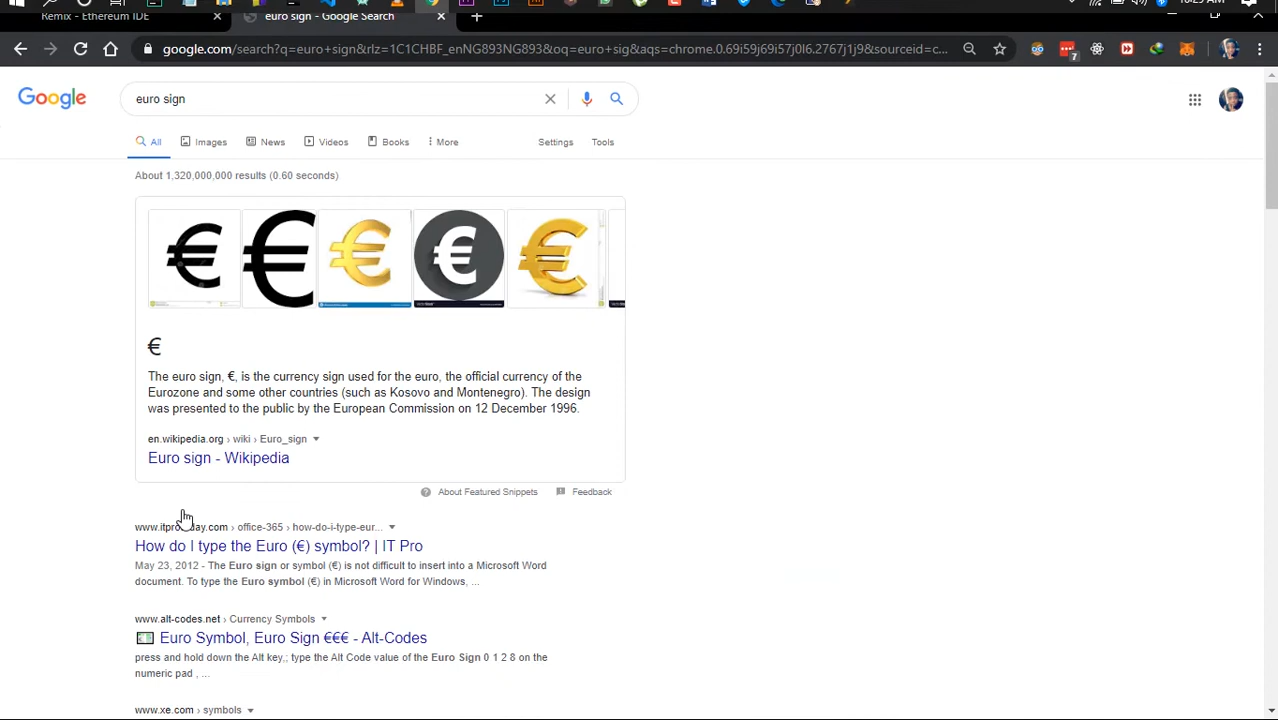 Remix - Ethereum IDE
euro sign - Google Search
google.com/search?q=euro+sign&rlz=1C1CHBF_enNG893NG893&oq=euro+sig&aqs=chrome.0.69i59j69i57j0l6.2767j1j9&sourceid=c...
7
Google
euro sign
All
Images
News
Videos
Books
More
Settings
Tools
About 1,320,000,000 results (0.60 seconds)
€ € € € €
€
The euro sign, €, is the currency sign used for the euro, the official currency of the
Eurozone and some other countries (such as Kosovo and Montenegro). The design
was presented to the public by the European Commission on 12 December 1996.
en.wikipedia.org › wiki › Euro_sign
Euro sign - Wikipedia
About Featured Snippets
Feedback
› office-365 › how-do-i-type-eur...
How do I type the Euro (€) symbol? | IT Pro
May 23, 2012 - The Euro sign or symbol (€) is not difficult to insert into a Microsoft Word
document. To type the Euro symbol (€) in Microsoft Word for Windows, ...
www.alt-codes.net › Currency Symbols
Euro Symbol, Euro Sign €€€ - Alt-Codes
press and hold down the Alt key,; type the Alt Code value of the Euro Sign 0 1 2 8 on the
numeric pad , ...
www.xe.com › symbols